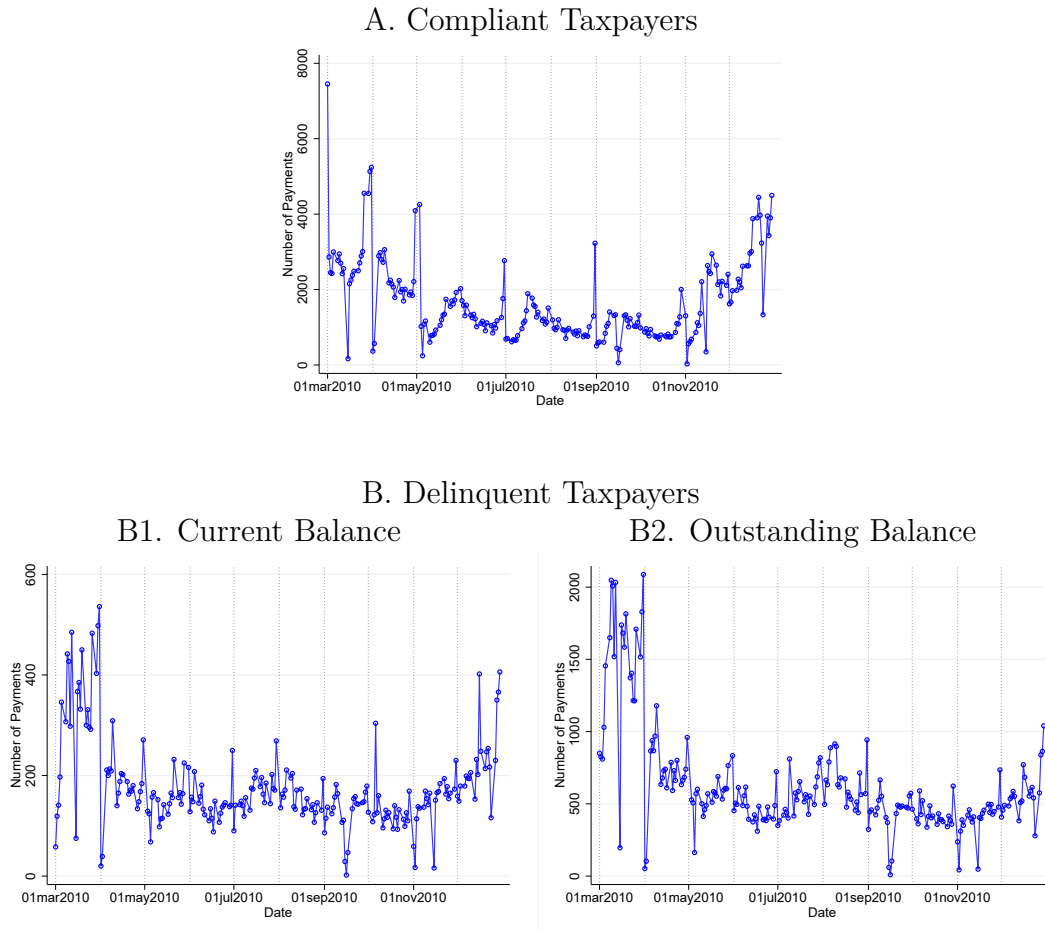 A. Compliant Taxpayers
8000
6000
4000
2000
0
Number of Payments
01mar2010 01may2010 01jul2010 01sep2010 01nov2010
Date
B. Delinquent Taxpayers
B1. Current Balance
600
400
200
0
Number of Payments
01mar2010 01may2010 01jul2010 01sep2010 01nov2010
Date
B2. Outstanding Balance
2000
1500
1000
500
0
Number of Payments
01mar2010 01may2010 01jul2010 01sep2010 01nov2010
Date